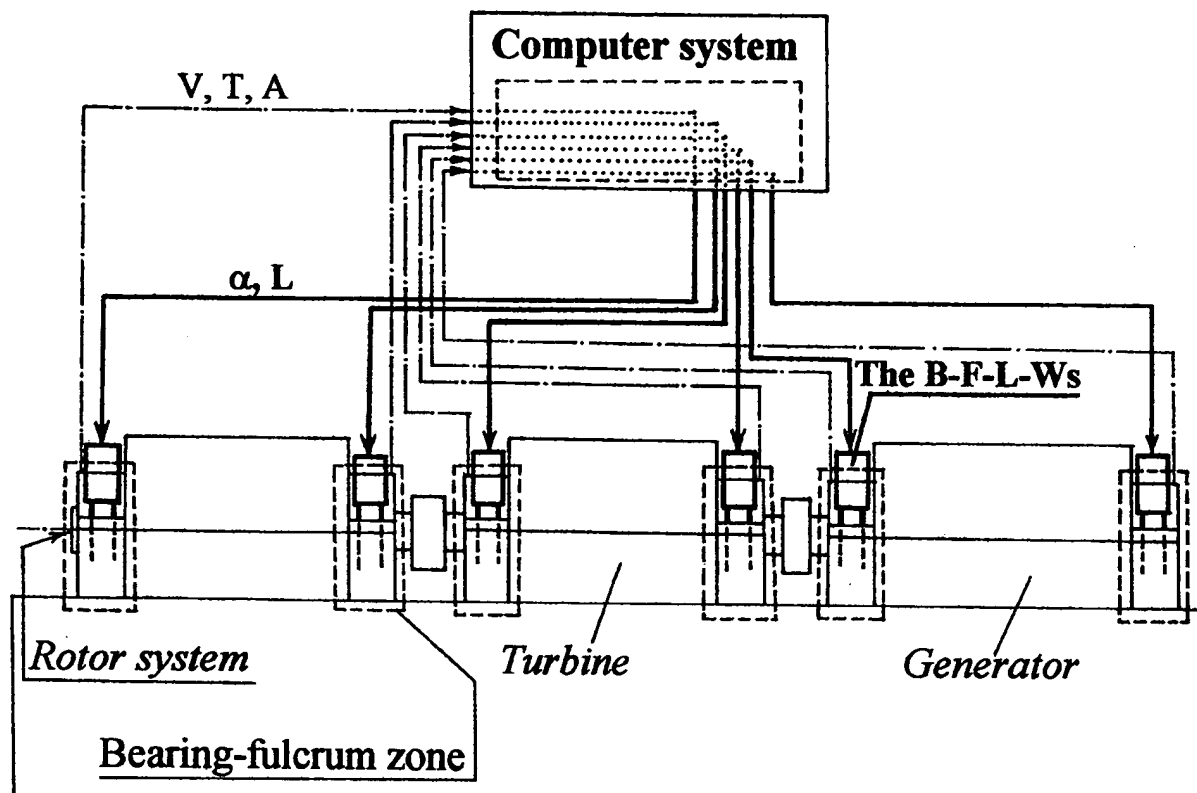 Computer system
V, T, A
α, L
The B-F-L-Ws
Rotor system
Turbine
Generator
Bearing-fulcrum zone